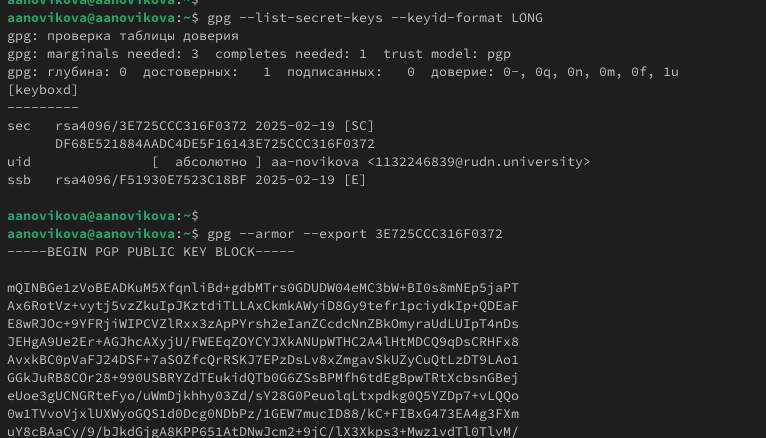 aanovikova@aanovikova:~$ gpg --list-secret-keys --keyid-format LONG
gpg: проверка таблицы доверия
gpg: marginals needed: 3  completes needed: 1  trust model: pgp
gpg: глубина: 0  достоверных:   1  подписанных:   0  доверие: 0-, 0q, 0n, 0m, 0f, 1u
[keyboxd]
---------
sec   rsa4096/3E725CCC316F0372 2025-02-19 [SC]
      DF68E521884AADC4DE5F16143E725CCC316F0372
uid                 [  абсолютно ] aa-novikova <1132246839@rudn.university>
ssb   rsa4096/F51930E7523C18BF 2025-02-19 [E]
aanovikova@aanovikova:~$
aanovikova@aanovikova:~$ gpg --armor --export 3E725CCC316F0372
-----BEGIN PGP PUBLIC KEY BLOCK-----
mQINBGe1zVoBEADKuM5XfqnliBd+gdbMTrs0GDUDW04eMC3bW+BI0s8mNEp5jaPT
Ax6RotVz+vytj5vzZkuIpJKztdiTLLAxCkmkAWyiD8Gy9tefr1pciydkIp+QDEaF
E8wRJOc+9YFRjiWIPCVZlRxx3zApPYrsh2eIanZCcdcNnZBkOmyraUdLUIpT4nDs
JEHgA9Ue2Er+AGJhcAXyjU/FWEEqZOYCYJXkANUpWTHC2A4lHtMDCQ9qDsCRHFx8
AvxkBC0pVaFJ24DSF+7aSOZfcQrRSKJ7EPzDsLv8xZmgavSkUZyCuQtLzDT9LAo1
GGkJuRB8COr28+990USBRYZdTEukidQTb0G6ZSsBPMfh6tdEgBpwTRtXcbsnGBej
eUoe3gUCNGRteFyo/uWmDjkhhy03Zd/sY28G0PeuolqLtxpdkg0Q5YZDp7+vLQQo
0w1TVvoVjxlUXWyoGQS1d0Dcg0NDbPz/1GEW7mucID88/kC+FIBxG473EA4g3FXm
uY8cBAaCy/9/bJkdGjgA8KPP651AtDNwJcm2+9jC/lX3Xkps3+Mwz1vdTl0TlvM/